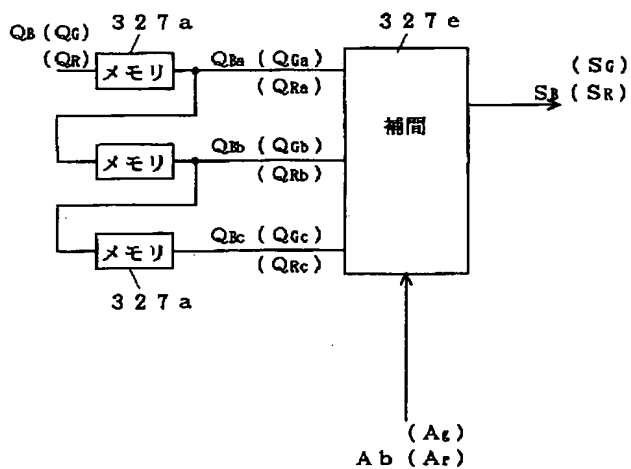 ３２７ａ
QB (QG)
(QR)
メモリ
QBa (QGa)
(QRa)
メモリ
QBb (QGb)
(QRb)
メモリ
QBc (QGc)
(QRc)
３２７ａ
３２７ｅ
補間
(SG)
SB (SR)
(Ag)
Ab (Ar)